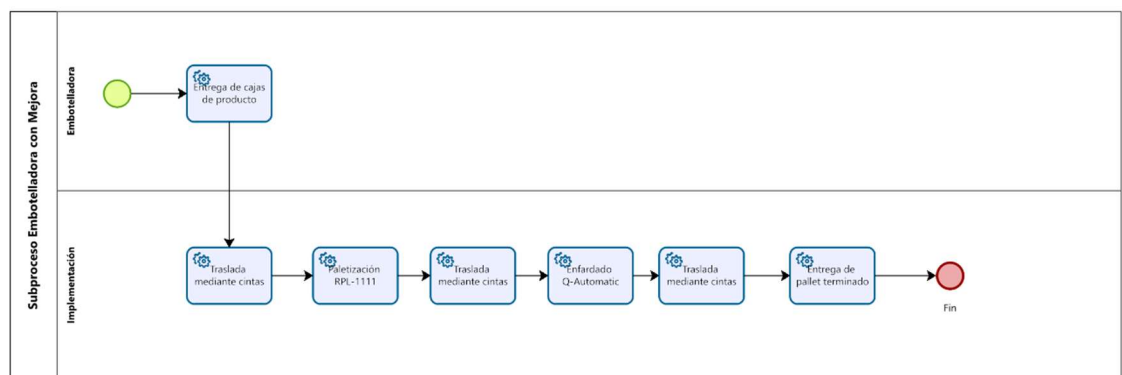 Subproceso Embotelladora con Mejora
Embotelladora
Entrega de cajas
de producto
Implementación
Traslada
mediante cintas
Paletización
RPL-1111
Traslada
mediante cintas
Enfardado
Q-Automatic
Traslada
mediante cintas
Entrega de
pallet terminado
Fin